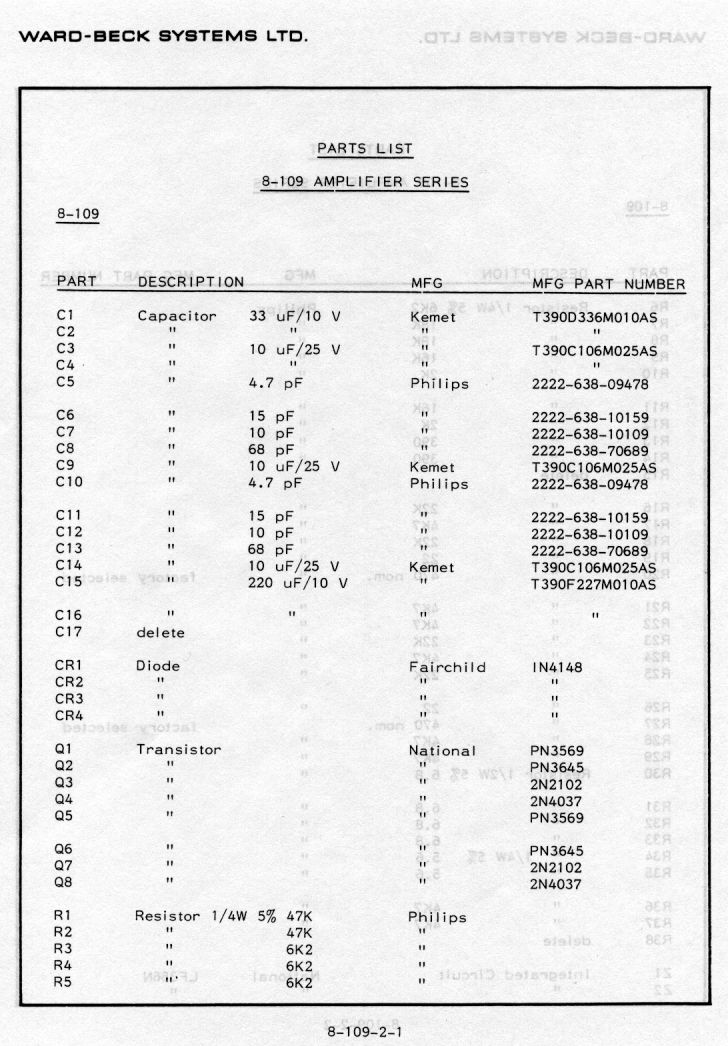 WARD-BECK SYSTEMS LTD.
PARTS LIST
8-109 AMPLIFIER SERIES
8-109
PART DESCRIPTION MFG MFG PART NUMBER
C1 Capacitor 33 uF/10 V Kemet T390D336M010AS
C2 " " " "
C3 " 10 uF/25 V " T390C106M025AS
C4 " " " "
C5 " 4.7 pF Philips 2222-638-09478
C6 " 15 pF " 2222-638-10159
C7 " 10 pF " 2222-638-10109
C8 " 68 pF " 2222-638-70689
C9 " 10 uF/25 V Kemet T390C106M025AS
C10 " 4.7 pF Philips 2222-638-09478
C11 " 15 pF " 2222-638-10159
C12 " 10 pF " 2222-638-10109
C13 " 68 pF " 2222-638-70689
C14 " 10 uF/25 V Kemet T390C106M025AS
C15 " 220 uF/10 V " T390F227M010AS
C16 " " " "
C17 delete
CR1 Diode Fairchild IN4148
CR2 " " "
CR3 " " "
CR4 " " "
Q1 Transistor National PN3569
Q2 " " PN3645
Q3 " " 2N2102
Q4 " " 2N4037
Q5 " " PN3569
Q6 " " PN3645
Q7 " " 2N2102
Q8 " " 2N4037
R1 Resistor 1/4W 5% 47K Philips
R2 " 47K "
R3 " 6K2 "
R4 " 6K2 "
R5 " 6K2 "
8-109-2-1